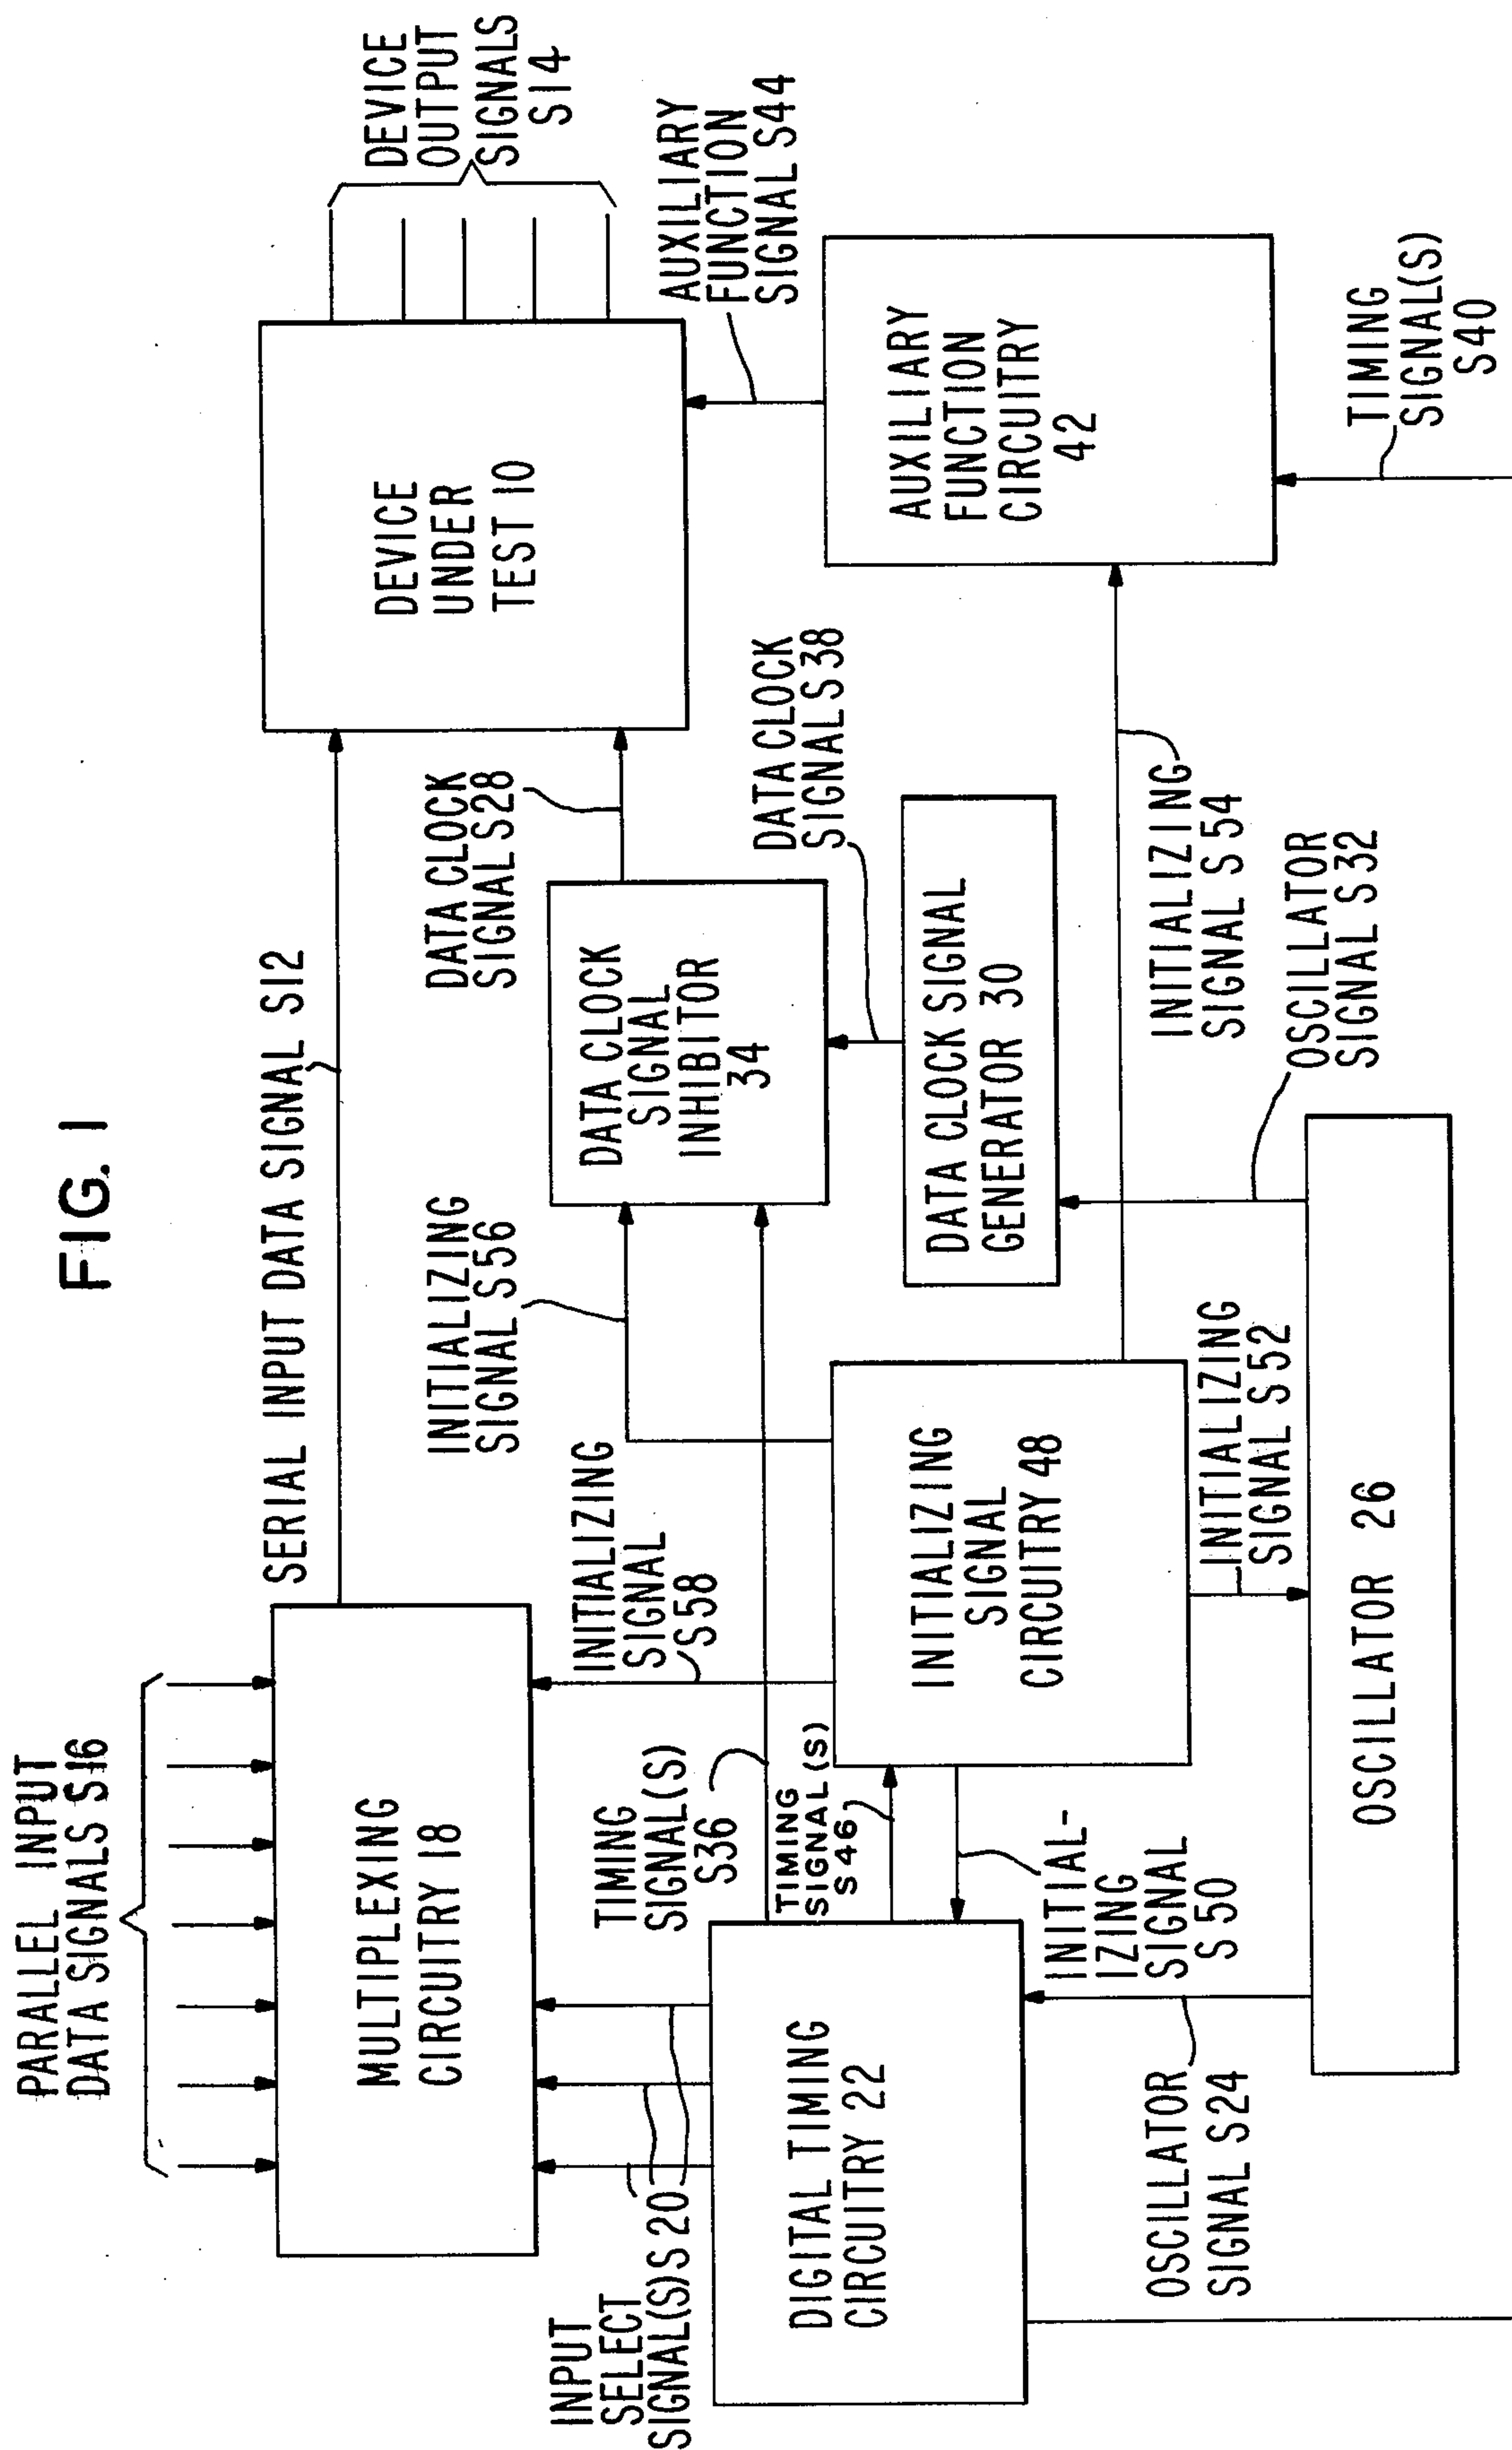 FIG. 1
PARALLEL INPUT
DATA SIGNALS S16
SERIAL INPUT DATA SIGNAL S12
DEVICE
OUTPUT
SIGNALS
S14
MULTIPLEXING
CIRCUITRY 18
DEVICE
UNDER
TEST 10
INITIALIZING
SIGNAL S56
DATA CLOCK
SIGNAL S28
INPUT
SELECT
SIGNAL(S) S20
TIMING
SIGNAL(S)
S36
INITIALIZING
SIGNAL
S58
DATA CLOCK
SIGNAL
INHIBITOR
34
AUXILIARY
FUNCTION
SIGNAL S44
DATA CLOCK
SIGNAL S38
TIMING
SIGNAL(S)
S46
DIGITAL TIMING
CIRCUITRY 22
INITIALIZING
SIGNAL
CIRCUITRY 48
DATA CLOCK SIGNAL
GENERATOR 30
AUXILIARY
FUNCTION
CIRCUITRY
42
INITIAL-
IZING
SIGNAL
S50
INITIALIZING
SIGNAL S52
INITIALIZING
SIGNAL S54
OSCILLATOR
SIGNAL S24
OSCILLATOR
SIGNAL S32
OSCILLATOR 26
TIMING
SIGNAL(S)
S40